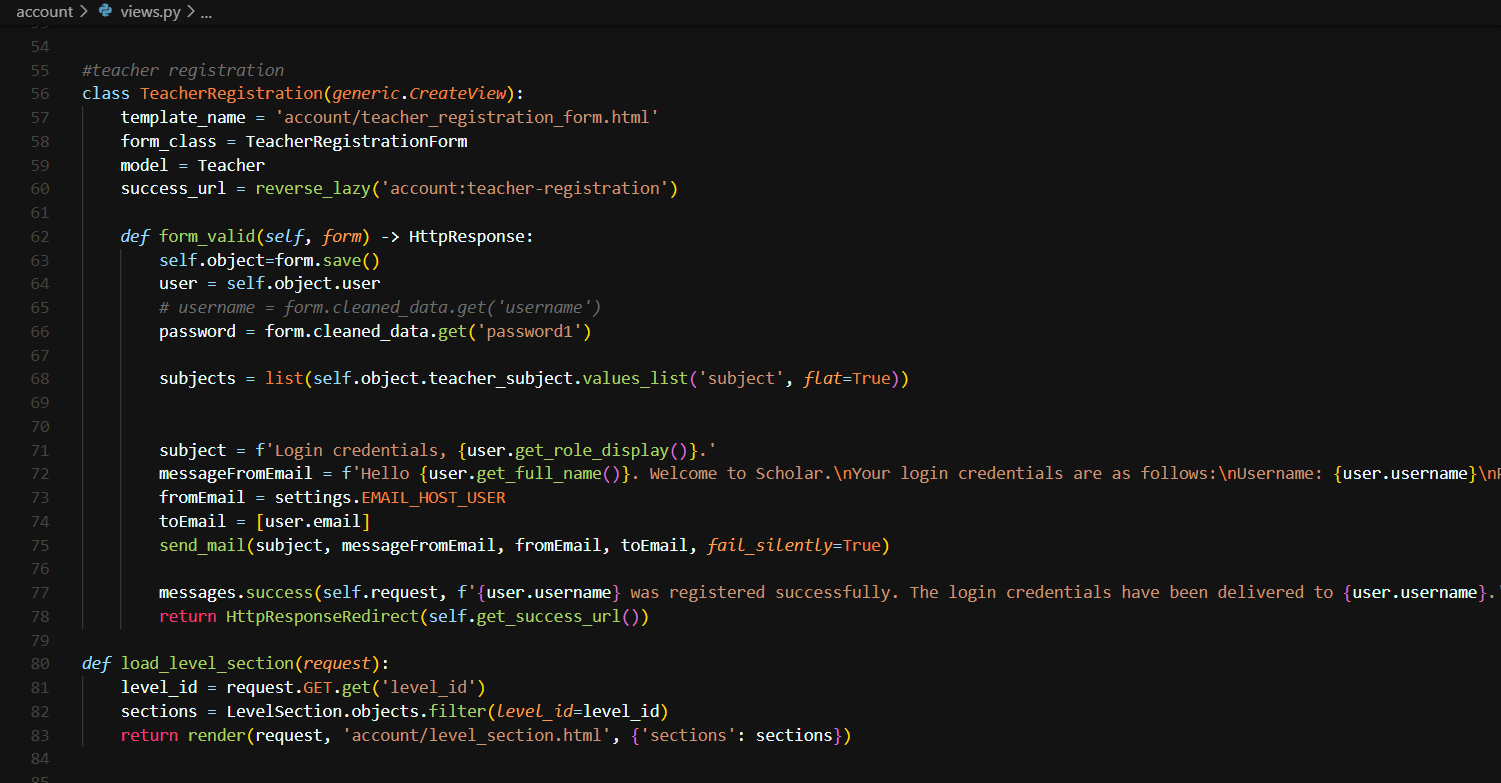 account > views.py > ...
54
55 #teacher registration
56 class TeacherRegistration(generic.CreateView):
57 template_name = 'account/teacher_registration_form.html'
58 form_class = TeacherRegistrationForm
59 model = Teacher
60 success_url = reverse_lazy('account:teacher-registration')
61
62 def form_valid(self, form) -> HttpResponse:
63 self.object=form.save()
64 user = self.object.user
65 # username = form.cleaned_data.get('username')
66 password = form.cleaned_data.get('password1')
67
68 subjects = list(self.object.teacher_subject.values_list('subject', flat=True))
69
70
71 subject = f'Login credentials, {user.get_role_display()}.'
72 messageFromEmail = f'Hello {user.get_full_name()}. Welcome to Scholar.\nYour login credentials are as follows:\nUsername: {user.username}\n
73 fromEmail = settings.EMAIL_HOST_USER
74 toEmail = [user.email]
75 send_mail(subject, messageFromEmail, fromEmail, toEmail, fail_silently=True)
76
77 messages.success(self.request, f'{user.username} was registered successfully. The login credentials have been delivered to {user.username}.'
78 return HttpResponseRedirect(self.get_success_url())
79
80 def load_level_section(request):
81 level_id = request.GET.get('level_id')
82 sections = LevelSection.objects.filter(level_id=level_id)
83 return render(request, 'account/level_section.html', {'sections': sections})
84